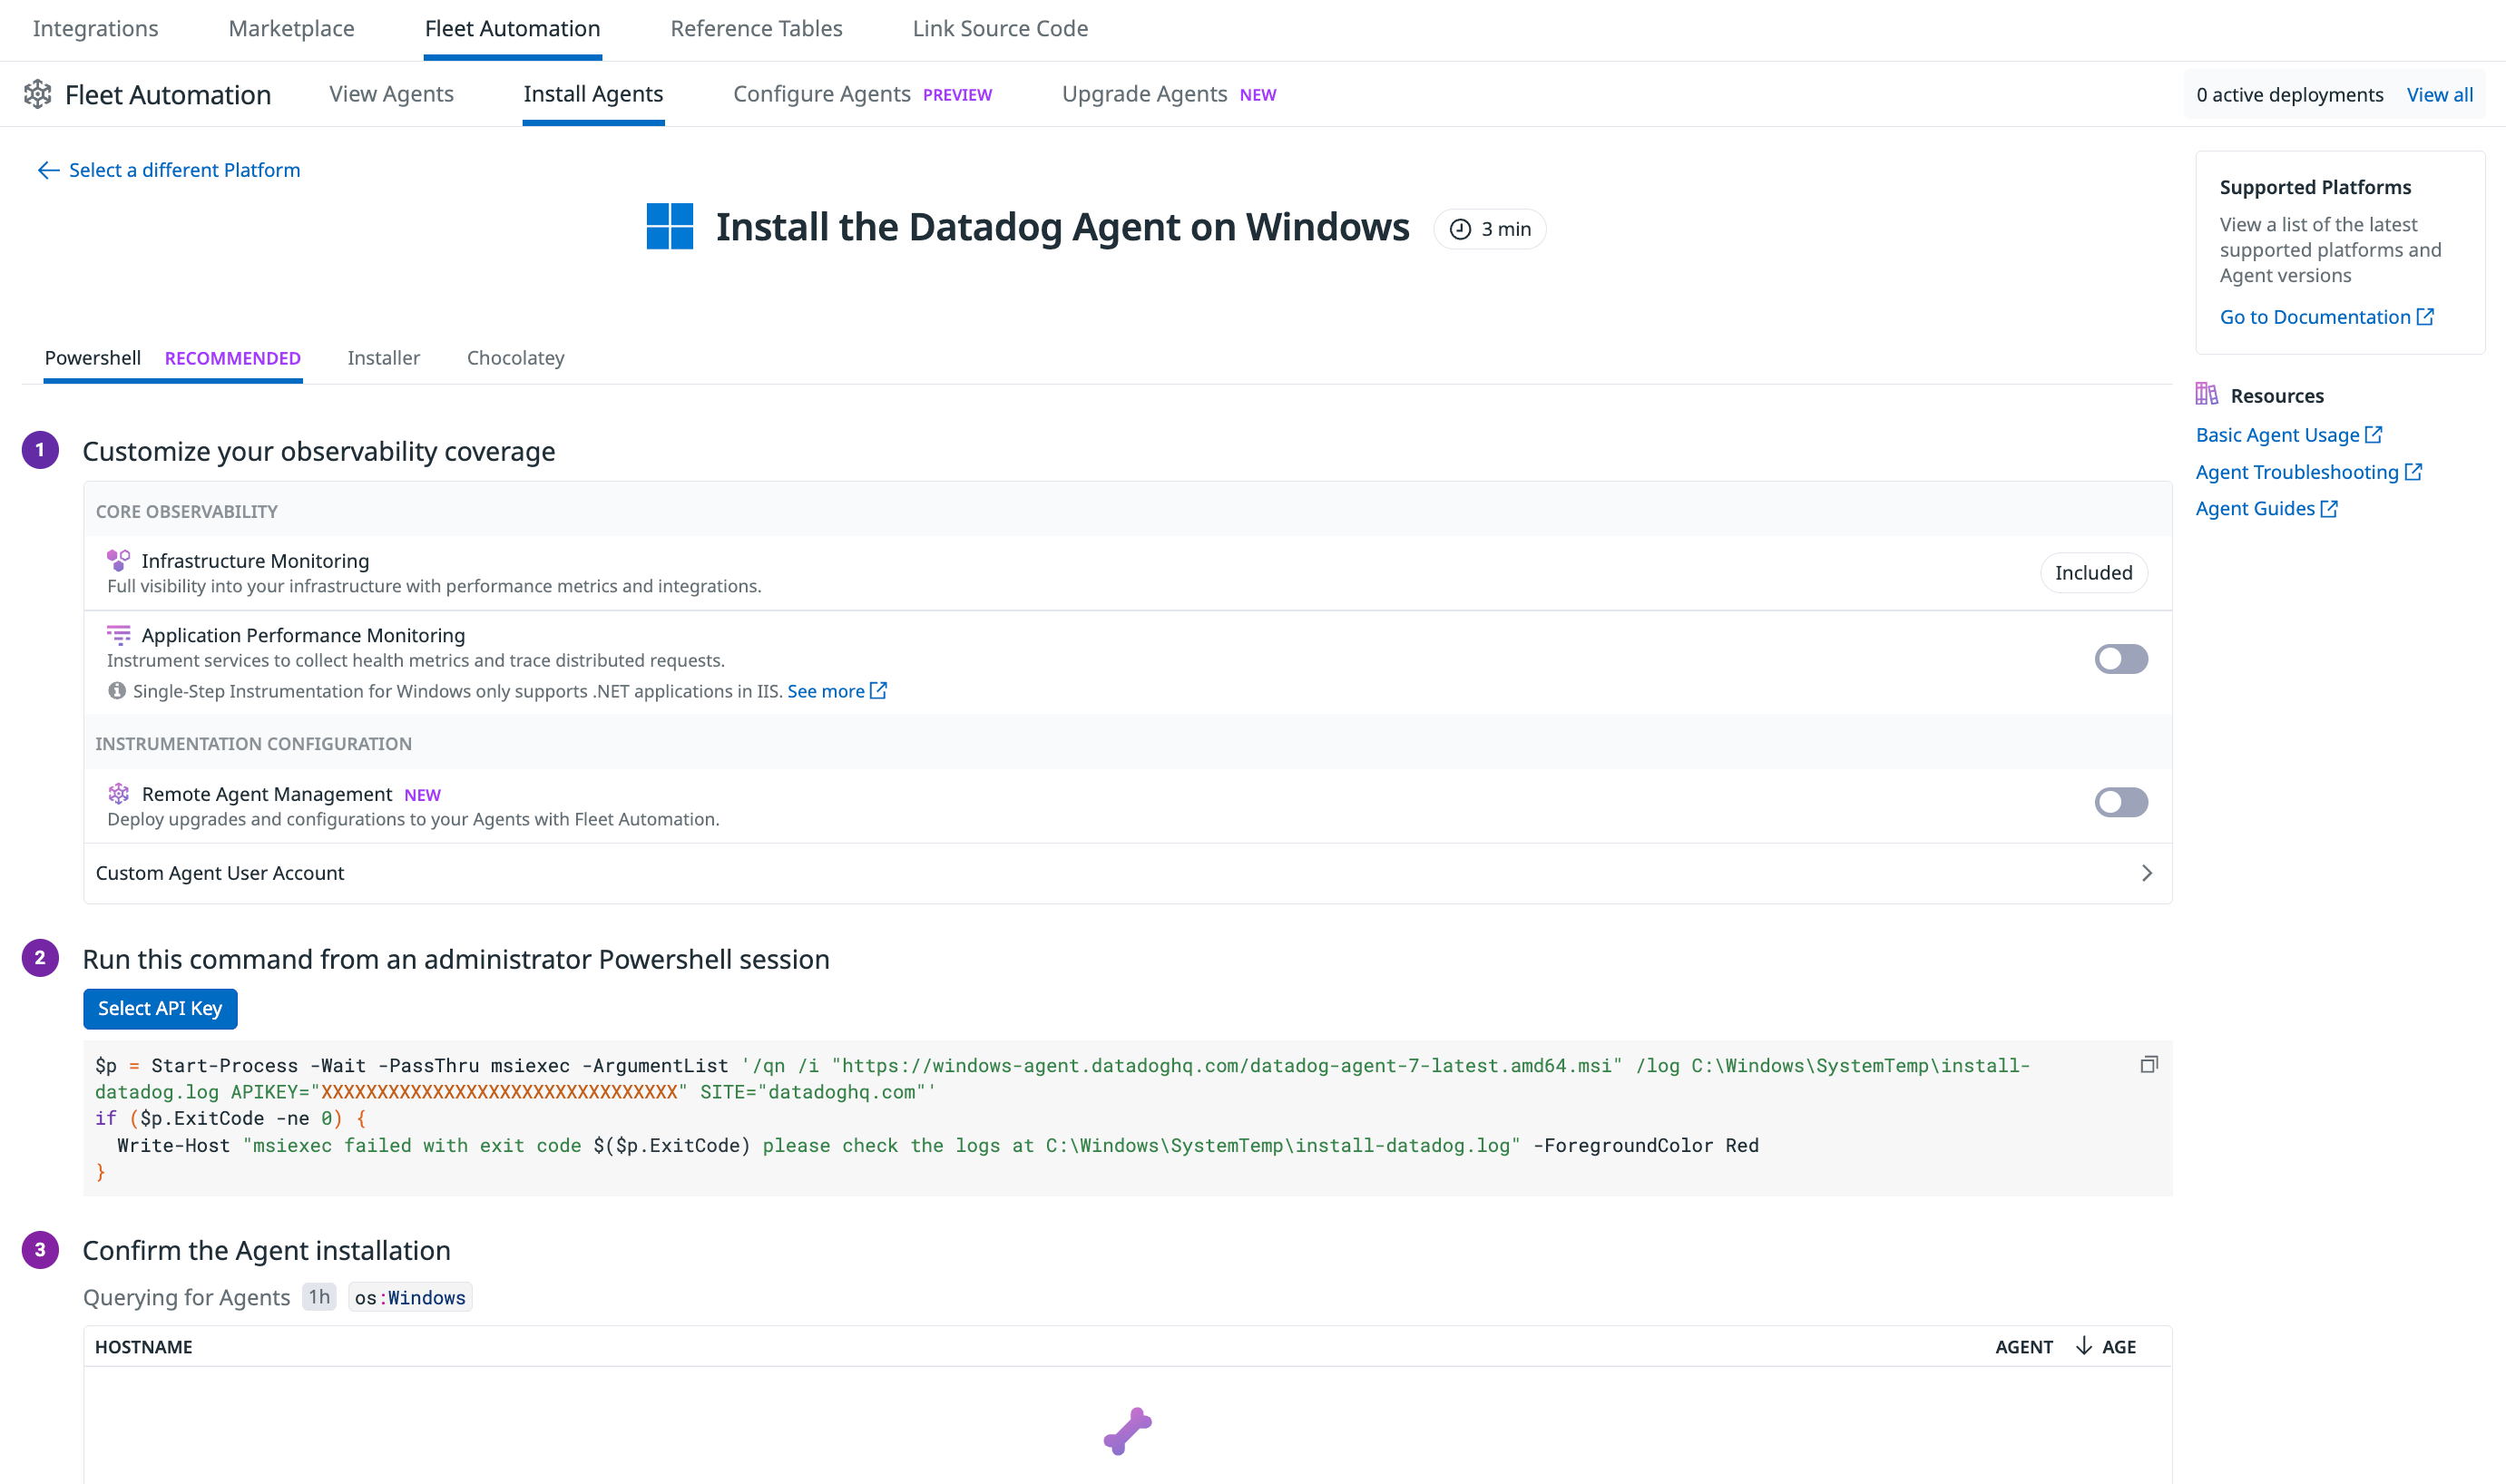 Integrations Marketplace Fleet Automation Reference Tables Link Source Code
Fleet Automation View Agents Install Agents Configure Agents PREVIEW Upgrade Agents NEW 0 active deployments View all
Select a different Platform
Install the Datadog Agent on Windows 3 min
Powershell RECOMMENDED Installer Chocolatey
1 Customize your observability coverage
CORE OBSERVABILITY
Infrastructure Monitoring
Full visibility into your infrastructure with performance metrics and integrations.
Included
Application Performance Monitoring
Instrument services to collect health metrics and trace distributed requests.
Single-Step Instrumentation for Windows only supports .NET applications in IIS. See more
INSTRUMENTATION CONFIGURATION
Remote Agent Management NEW
Deploy upgrades and configurations to your Agents with Fleet Automation.
Custom Agent User Account
2 Run this command from an administrator Powershell session
Select API Key
$p = Start-Process -Wait -PassThru msiexec -ArgumentList '/qn /i "https://windows-agent.datadoghq.com/datadog-agent-7-latest.amd64.msi" /log C:\Windows\SystemTemp\install-
datadog.log APIKEY="XXXXXXXXXXXXXXXXXXXXXXXXXXXXXXXX" SITE="datadoghq.com"'
if ($p.ExitCode -ne 0) {
  Write-Host "msiexec failed with exit code $($p.ExitCode) please check the logs at C:\Windows\SystemTemp\install-datadog.log" -ForegroundColor Red
}
3 Confirm the Agent installation
Querying for Agents 1h os:Windows
HOSTNAME AGENT AGE
Supported Platforms
View a list of the latest
supported platforms and
Agent versions
Go to Documentation
Resources
Basic Agent Usage
Agent Troubleshooting
Agent Guides